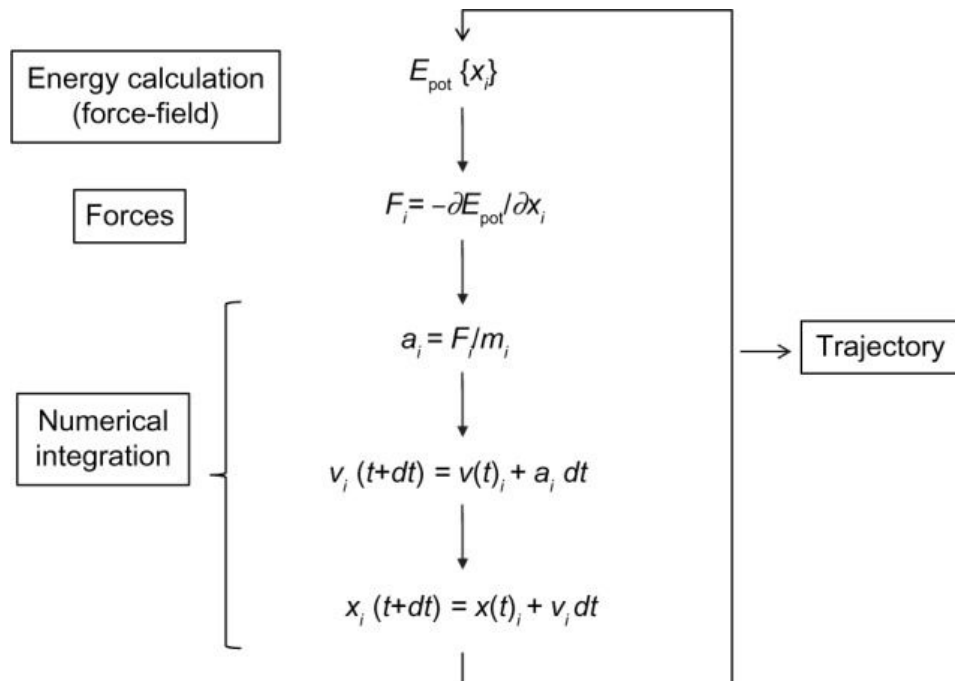 Energy calculation
(force-field)
E_pot {x_i}
Forces
F_i = −∂E_pot/∂x_i
a_i = F_i/m_i
Trajectory
Numerical
integration
v_i (t+dt) = v(t)_i + a_i dt
x_i (t+dt) = x(t)_i + v_i dt